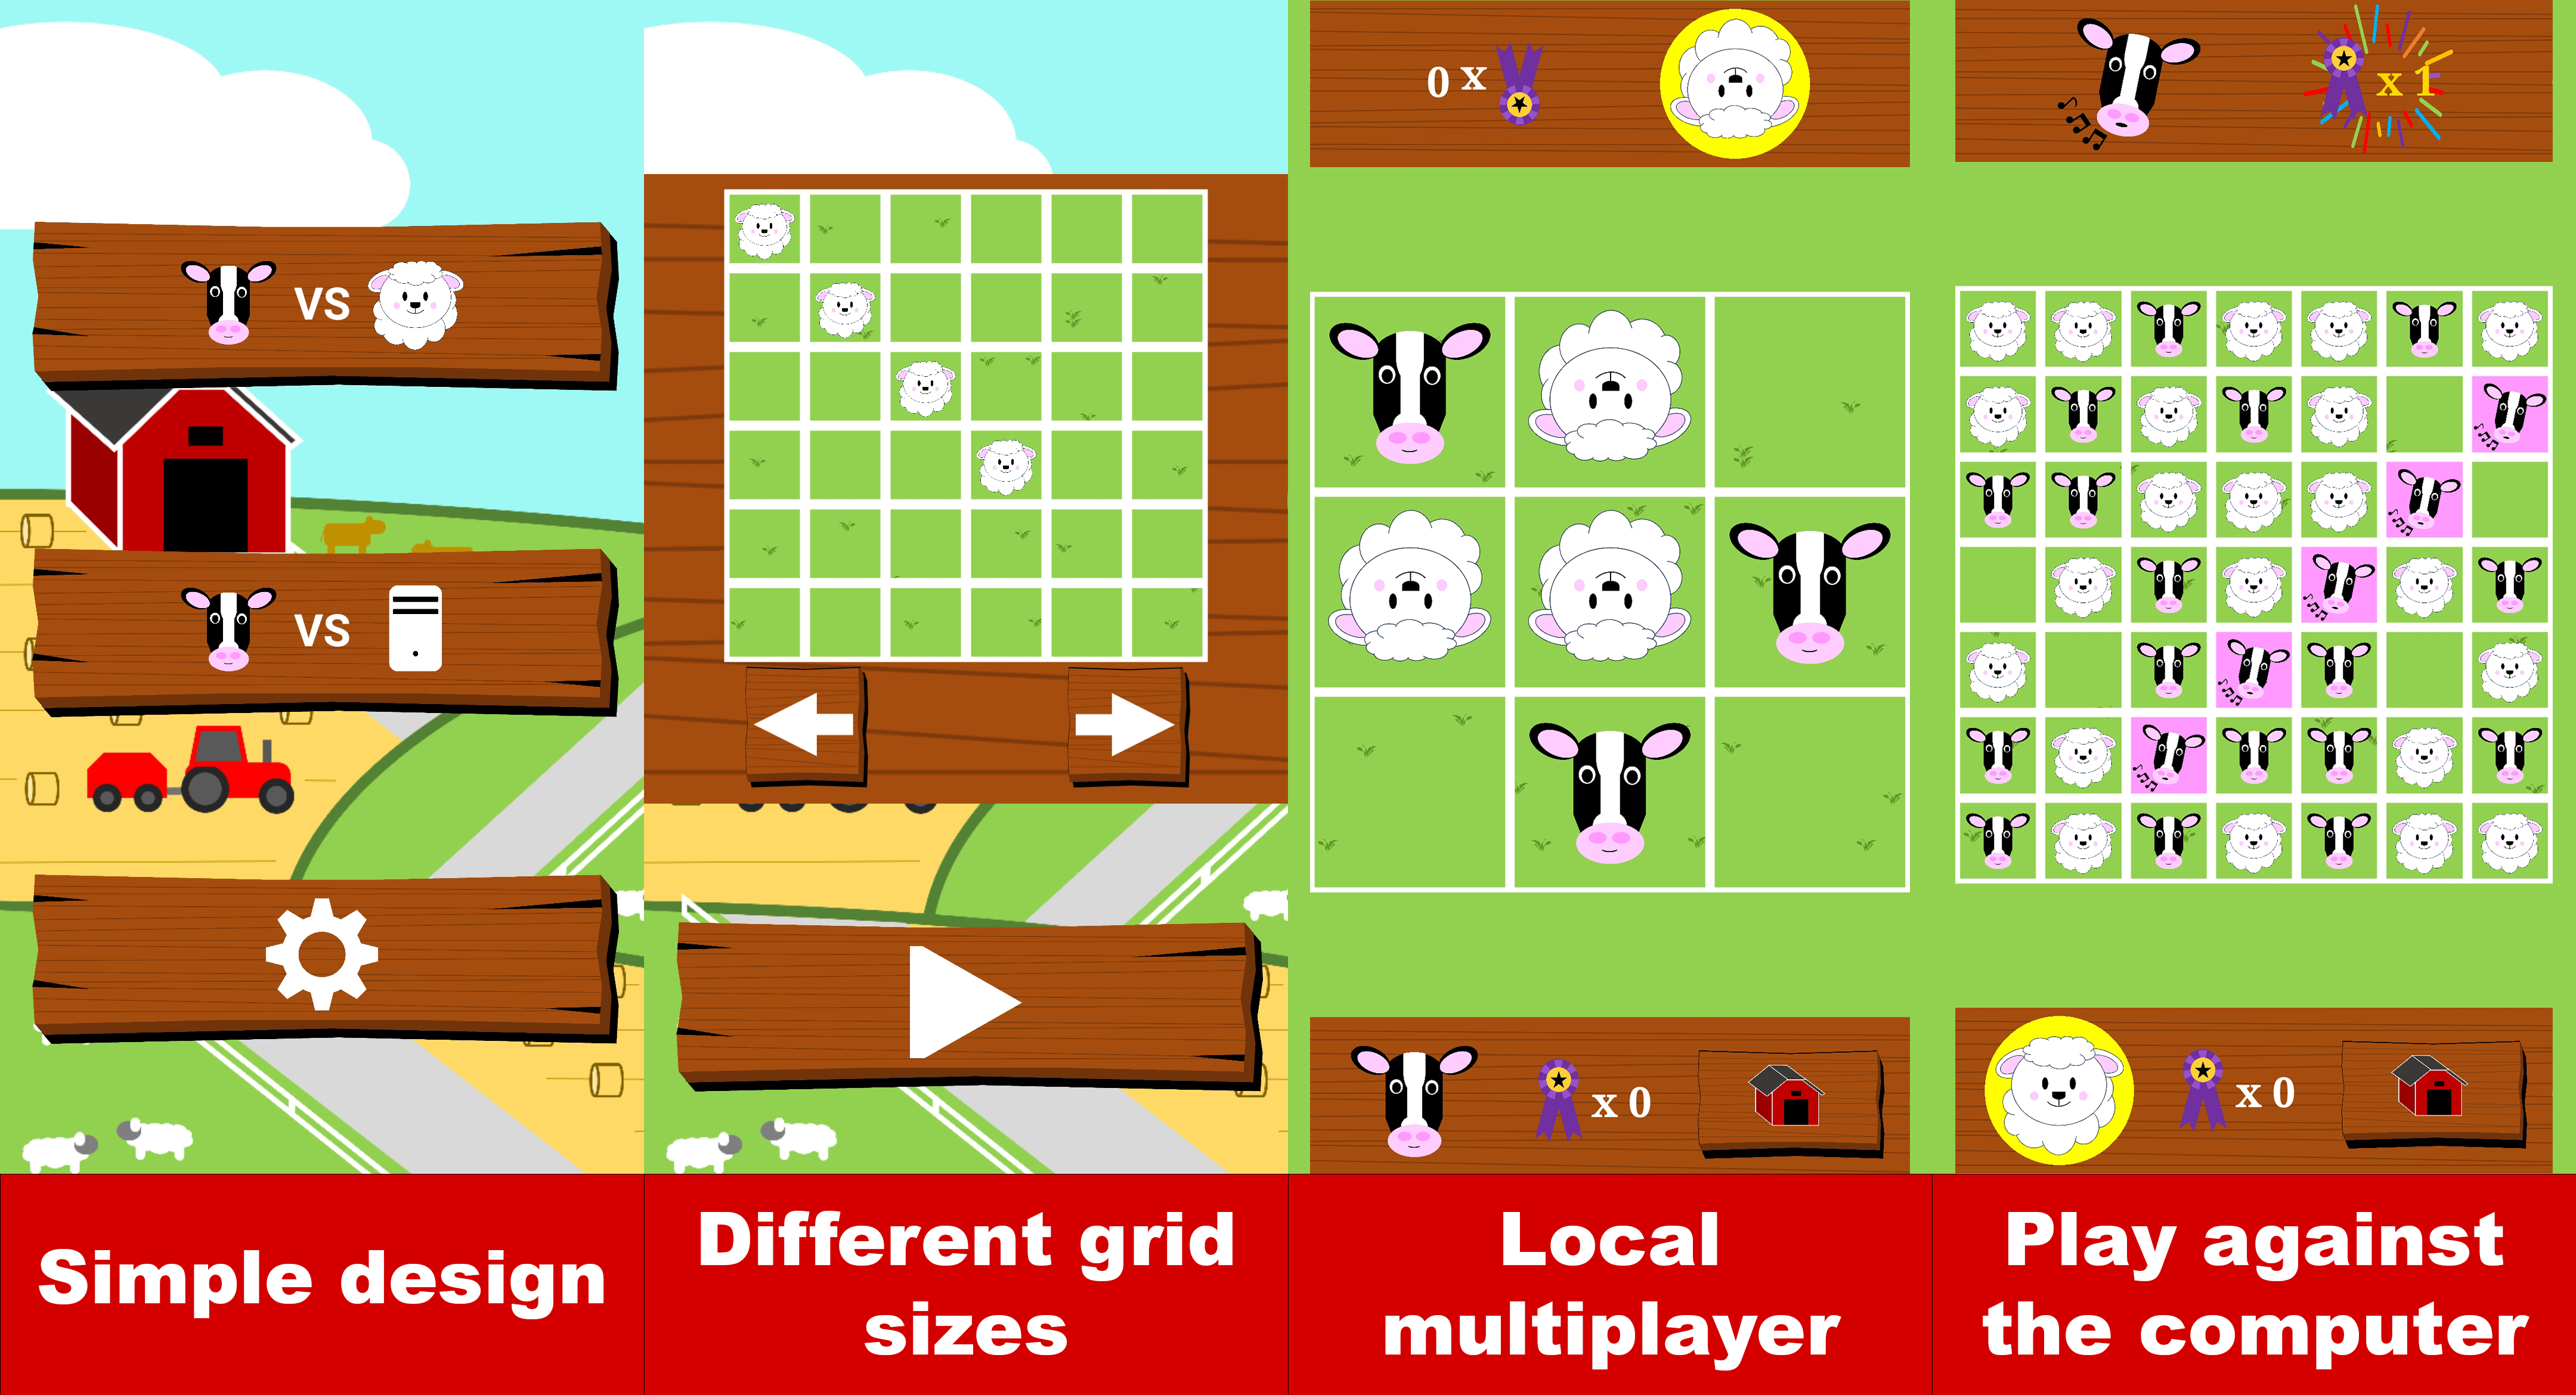 VS
VS
Simple design
Different grid
sizes
0 x
x 0
Local
multiplayer
x 1
x 0
Play against
the computer